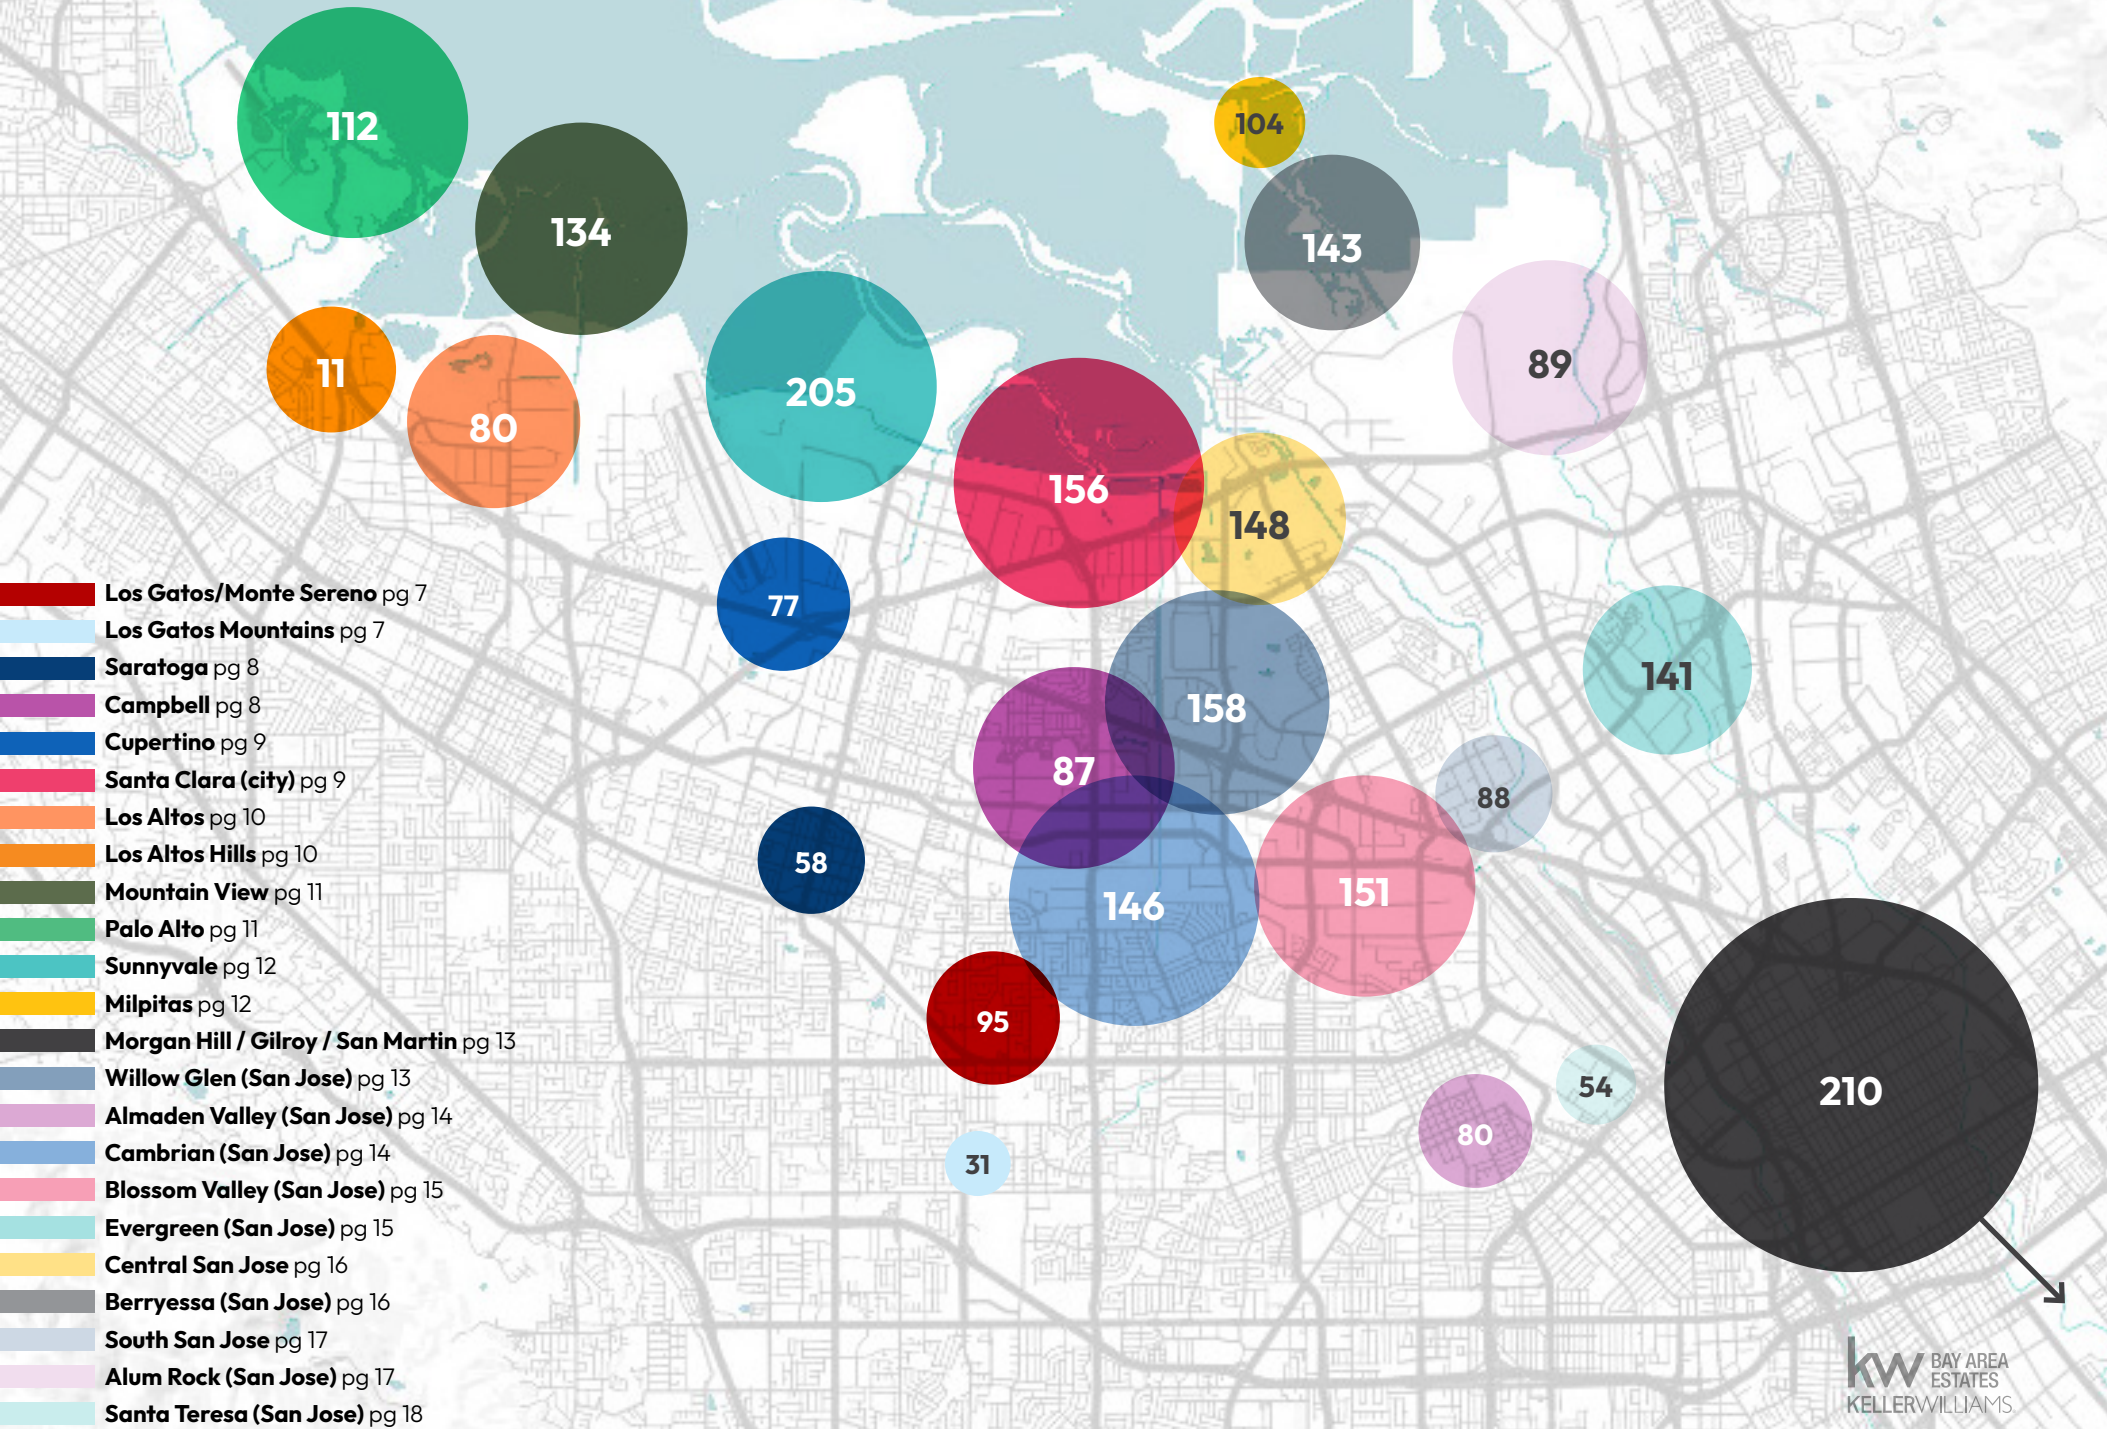 112
104
134
143
89
11
205
80
156
148
77
141
158
87
88
58
151
146
95
54
210
80
31
Los Gatos/Monte Sereno pg 7
Los Gatos Mountains pg 7
Saratoga pg 8
Campbell pg 8
Cupertino pg 9
Santa Clara (city) pg 9
Los Altos pg 10
Los Altos Hills pg 10
Mountain View pg 11
Palo Alto pg 11
Sunnyvale pg 12
Milpitas pg 12
Morgan Hill / Gilroy / San Martin pg 13
Willow Glen (San Jose) pg 13
Almaden Valley (San Jose) pg 14
Cambrian (San Jose) pg 14
Blossom Valley (San Jose) pg 15
Evergreen (San Jose) pg 15
Central San Jose pg 16
Berryessa (San Jose) pg 16
South San Jose pg 17
Alum Rock (San Jose) pg 17
Santa Teresa (San Jose) pg 18
kw BAY AREA
ESTATES
KELLERWILLIAMS